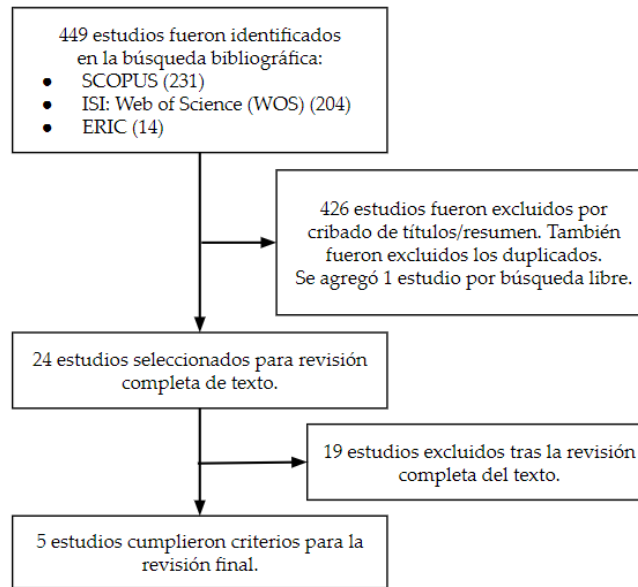 449 estudios fueron identificados
en la búsqueda bibliográfica:
● SCOPUS (231)
● ISI: Web of Science (WOS) (204)
● ERIC (14)
426 estudios fueron excluidos por
cribado de títulos/resumen. También
fueron excluidos los duplicados.
Se agregó 1 estudio por búsqueda libre.
24 estudios seleccionados para revisión
completa de texto.
19 estudios excluidos tras la revisión
completa del texto.
5 estudios cumplieron criterios para la
revisión final.